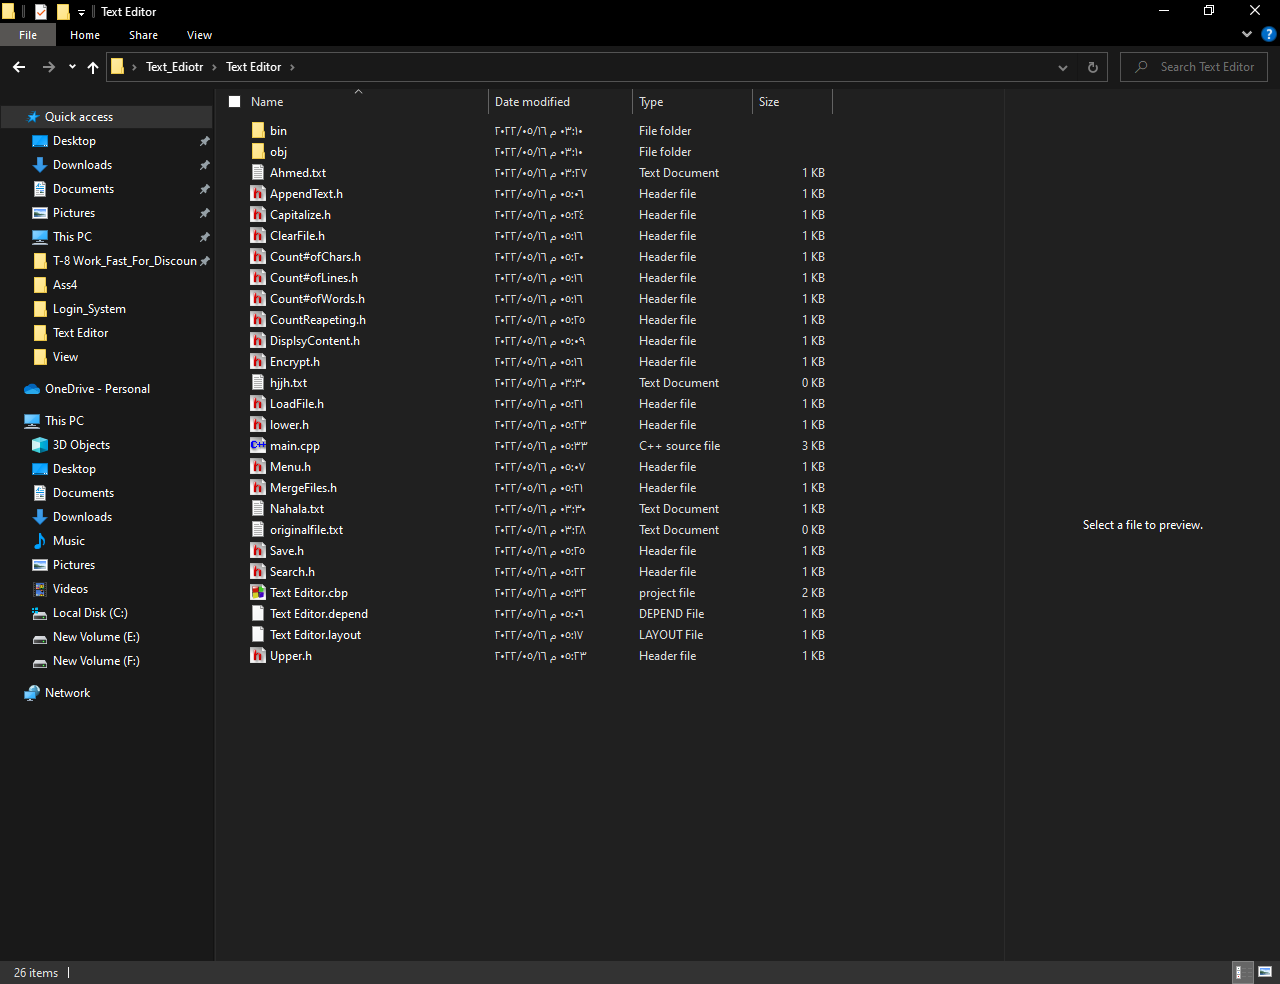 Text Editor
File Home Share View
Text_Ediotr Text Editor Search Text Editor
Name Date modified Type Size
Quick access
Desktop
Downloads
Documents
Pictures
This PC
T-8 Work_Fast_For_Discoun
Ass4
Login_System
Text Editor
View
OneDrive - Personal
This PC
3D Objects
Desktop
Documents
Downloads
Music
Pictures
Videos
Local Disk (C:)
New Volume (E:)
New Volume (F:)
Network
bin ٢٠٢٢/٠٥/١٦ م ٠٣:١٠ File folder
obj ٢٠٢٢/٠٥/١٦ م ٠٣:١٠ File folder
Ahmed.txt ٢٠٢٢/٠٥/١٦ م ٠٣:٢٧ Text Document 1 KB
AppendText.h ٢٠٢٢/٠٥/١٦ م ٠٥:٠٦ Header file 1 KB
Capitalize.h ٢٠٢٢/٠٥/١٦ م ٠٥:٢٤ Header file 1 KB
ClearFile.h ٢٠٢٢/٠٥/١٦ م ٠٥:١٦ Header file 1 KB
Count#ofChars.h ٢٠٢٢/٠٥/١٦ م ٠٥:٢٠ Header file 1 KB
Count#ofLines.h ٢٠٢٢/٠٥/١٦ م ٠٥:١٦ Header file 1 KB
Count#ofWords.h ٢٠٢٢/٠٥/١٦ م ٠٥:١٦ Header file 1 KB
CountReapeting.h ٢٠٢٢/٠٥/١٦ م ٠٥:٢٥ Header file 1 KB
DisplsyContent.h ٢٠٢٢/٠٥/١٦ م ٠٥:٠٩ Header file 1 KB
Encrypt.h ٢٠٢٢/٠٥/١٦ م ٠٥:١٦ Header file 1 KB
hjjh.txt ٢٠٢٢/٠٥/١٦ م ٠٣:٣٠ Text Document 0 KB
LoadFile.h ٢٠٢٢/٠٥/١٦ م ٠٥:٢١ Header file 1 KB
lower.h ٢٠٢٢/٠٥/١٦ م ٠٥:٢٣ Header file 1 KB
main.cpp ٢٠٢٢/٠٥/١٦ م ٠٥:٣٣ C++ source file 3 KB
Menu.h ٢٠٢٢/٠٥/١٦ م ٠٥:٠٧ Header file 1 KB
MergeFiles.h ٢٠٢٢/٠٥/١٦ م ٠٥:٢١ Header file 1 KB
Nahala.txt ٢٠٢٢/٠٥/١٦ م ٠٣:٣٠ Text Document 1 KB
originalfile.txt ٢٠٢٢/٠٥/١٦ م ٠٣:٢٨ Text Document 0 KB
Save.h ٢٠٢٢/٠٥/١٦ م ٠٥:٢٥ Header file 1 KB
Search.h ٢٠٢٢/٠٥/١٦ م ٠٥:٢٢ Header file 1 KB
Text Editor.cbp ٢٠٢٢/٠٥/١٦ م ٠٥:٣٢ project file 2 KB
Text Editor.depend ٢٠٢٢/٠٥/١٦ م ٠٥:٠٦ DEPEND File 1 KB
Text Editor.layout ٢٠٢٢/٠٥/١٦ م ٠٥:١٧ LAYOUT File 1 KB
Upper.h ٢٠٢٢/٠٥/١٦ م ٠٥:٢٣ Header file 1 KB
Select a file to preview.
26 items